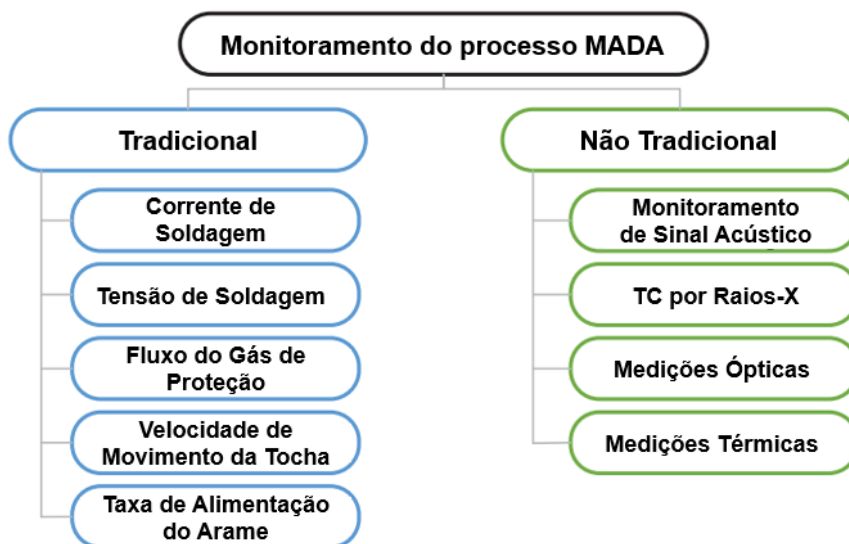 Monitoramento do processo MADA
Tradicional
Corrente de
Soldagem
Tensão de Soldagem
Fluxo do Gás de
Proteção
Velocidade de
Movimento da Tocha
Taxa de Alimentação
do Arame
Não Tradicional
Monitoramento
de Sinal Acústico
TC por Raios-X
Medições Ópticas
Medições Térmicas